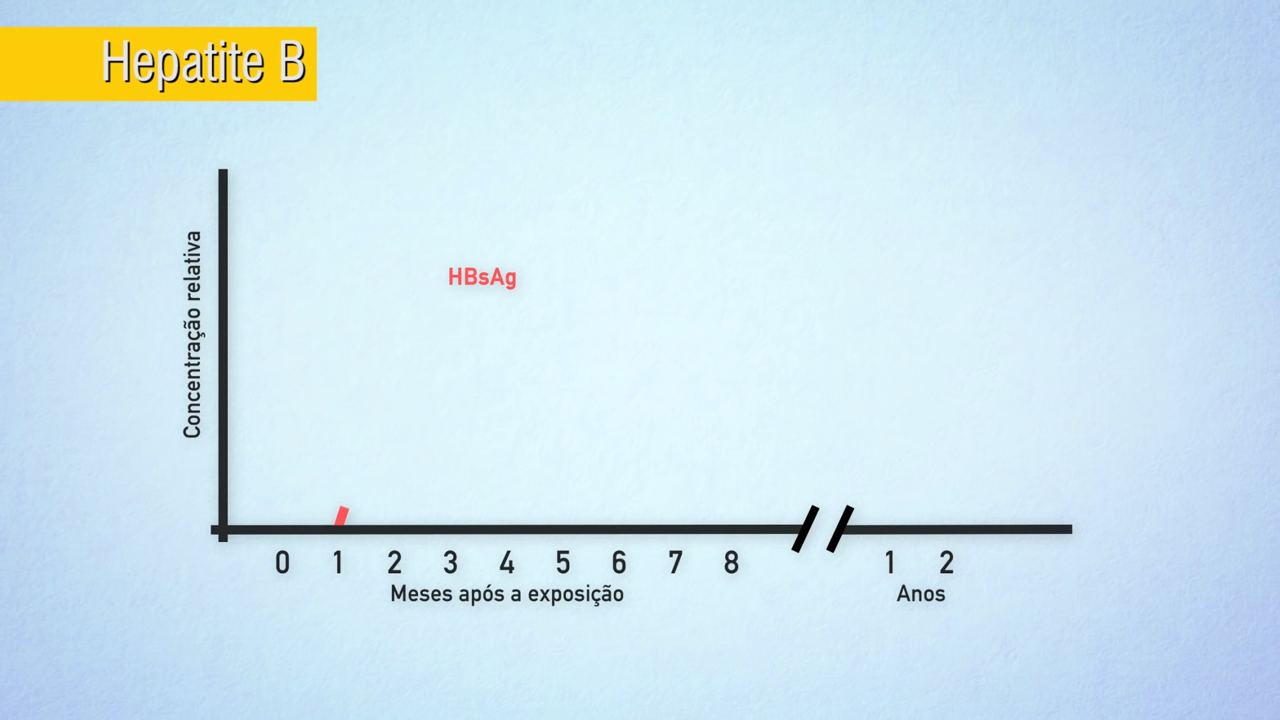 Hepatite B
Concentração relativa
HBsAg
0 1 2 3 4 5 6 7 8 1 2
Meses após a exposição Anos